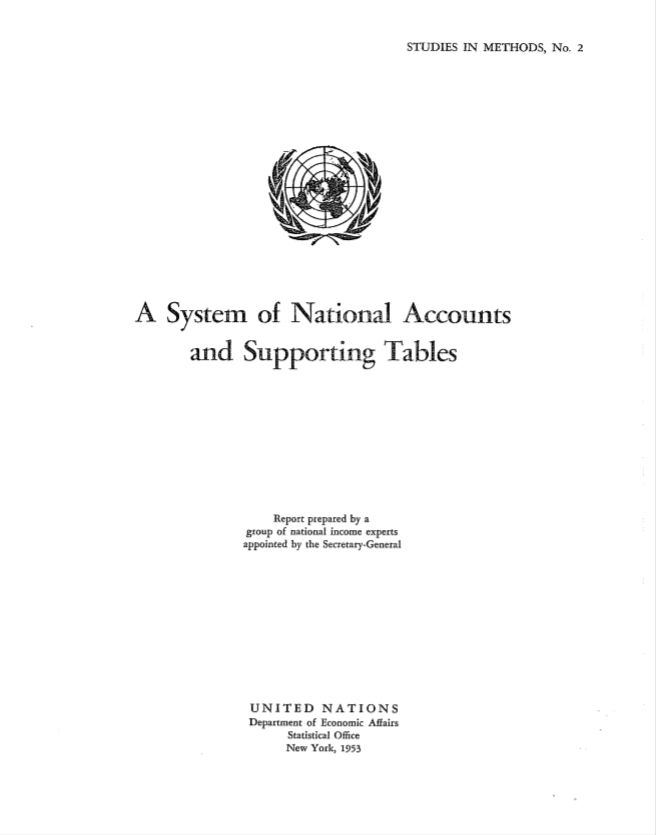 STUDIES IN METHODS, No. 2
A System of National Accounts
and Supporting Tables
Report prepared by a
group of national income experts
appointed by the Secretary-General
UNITED NATIONS
Department of Economic Affairs
Statistical Office
New York, 1953